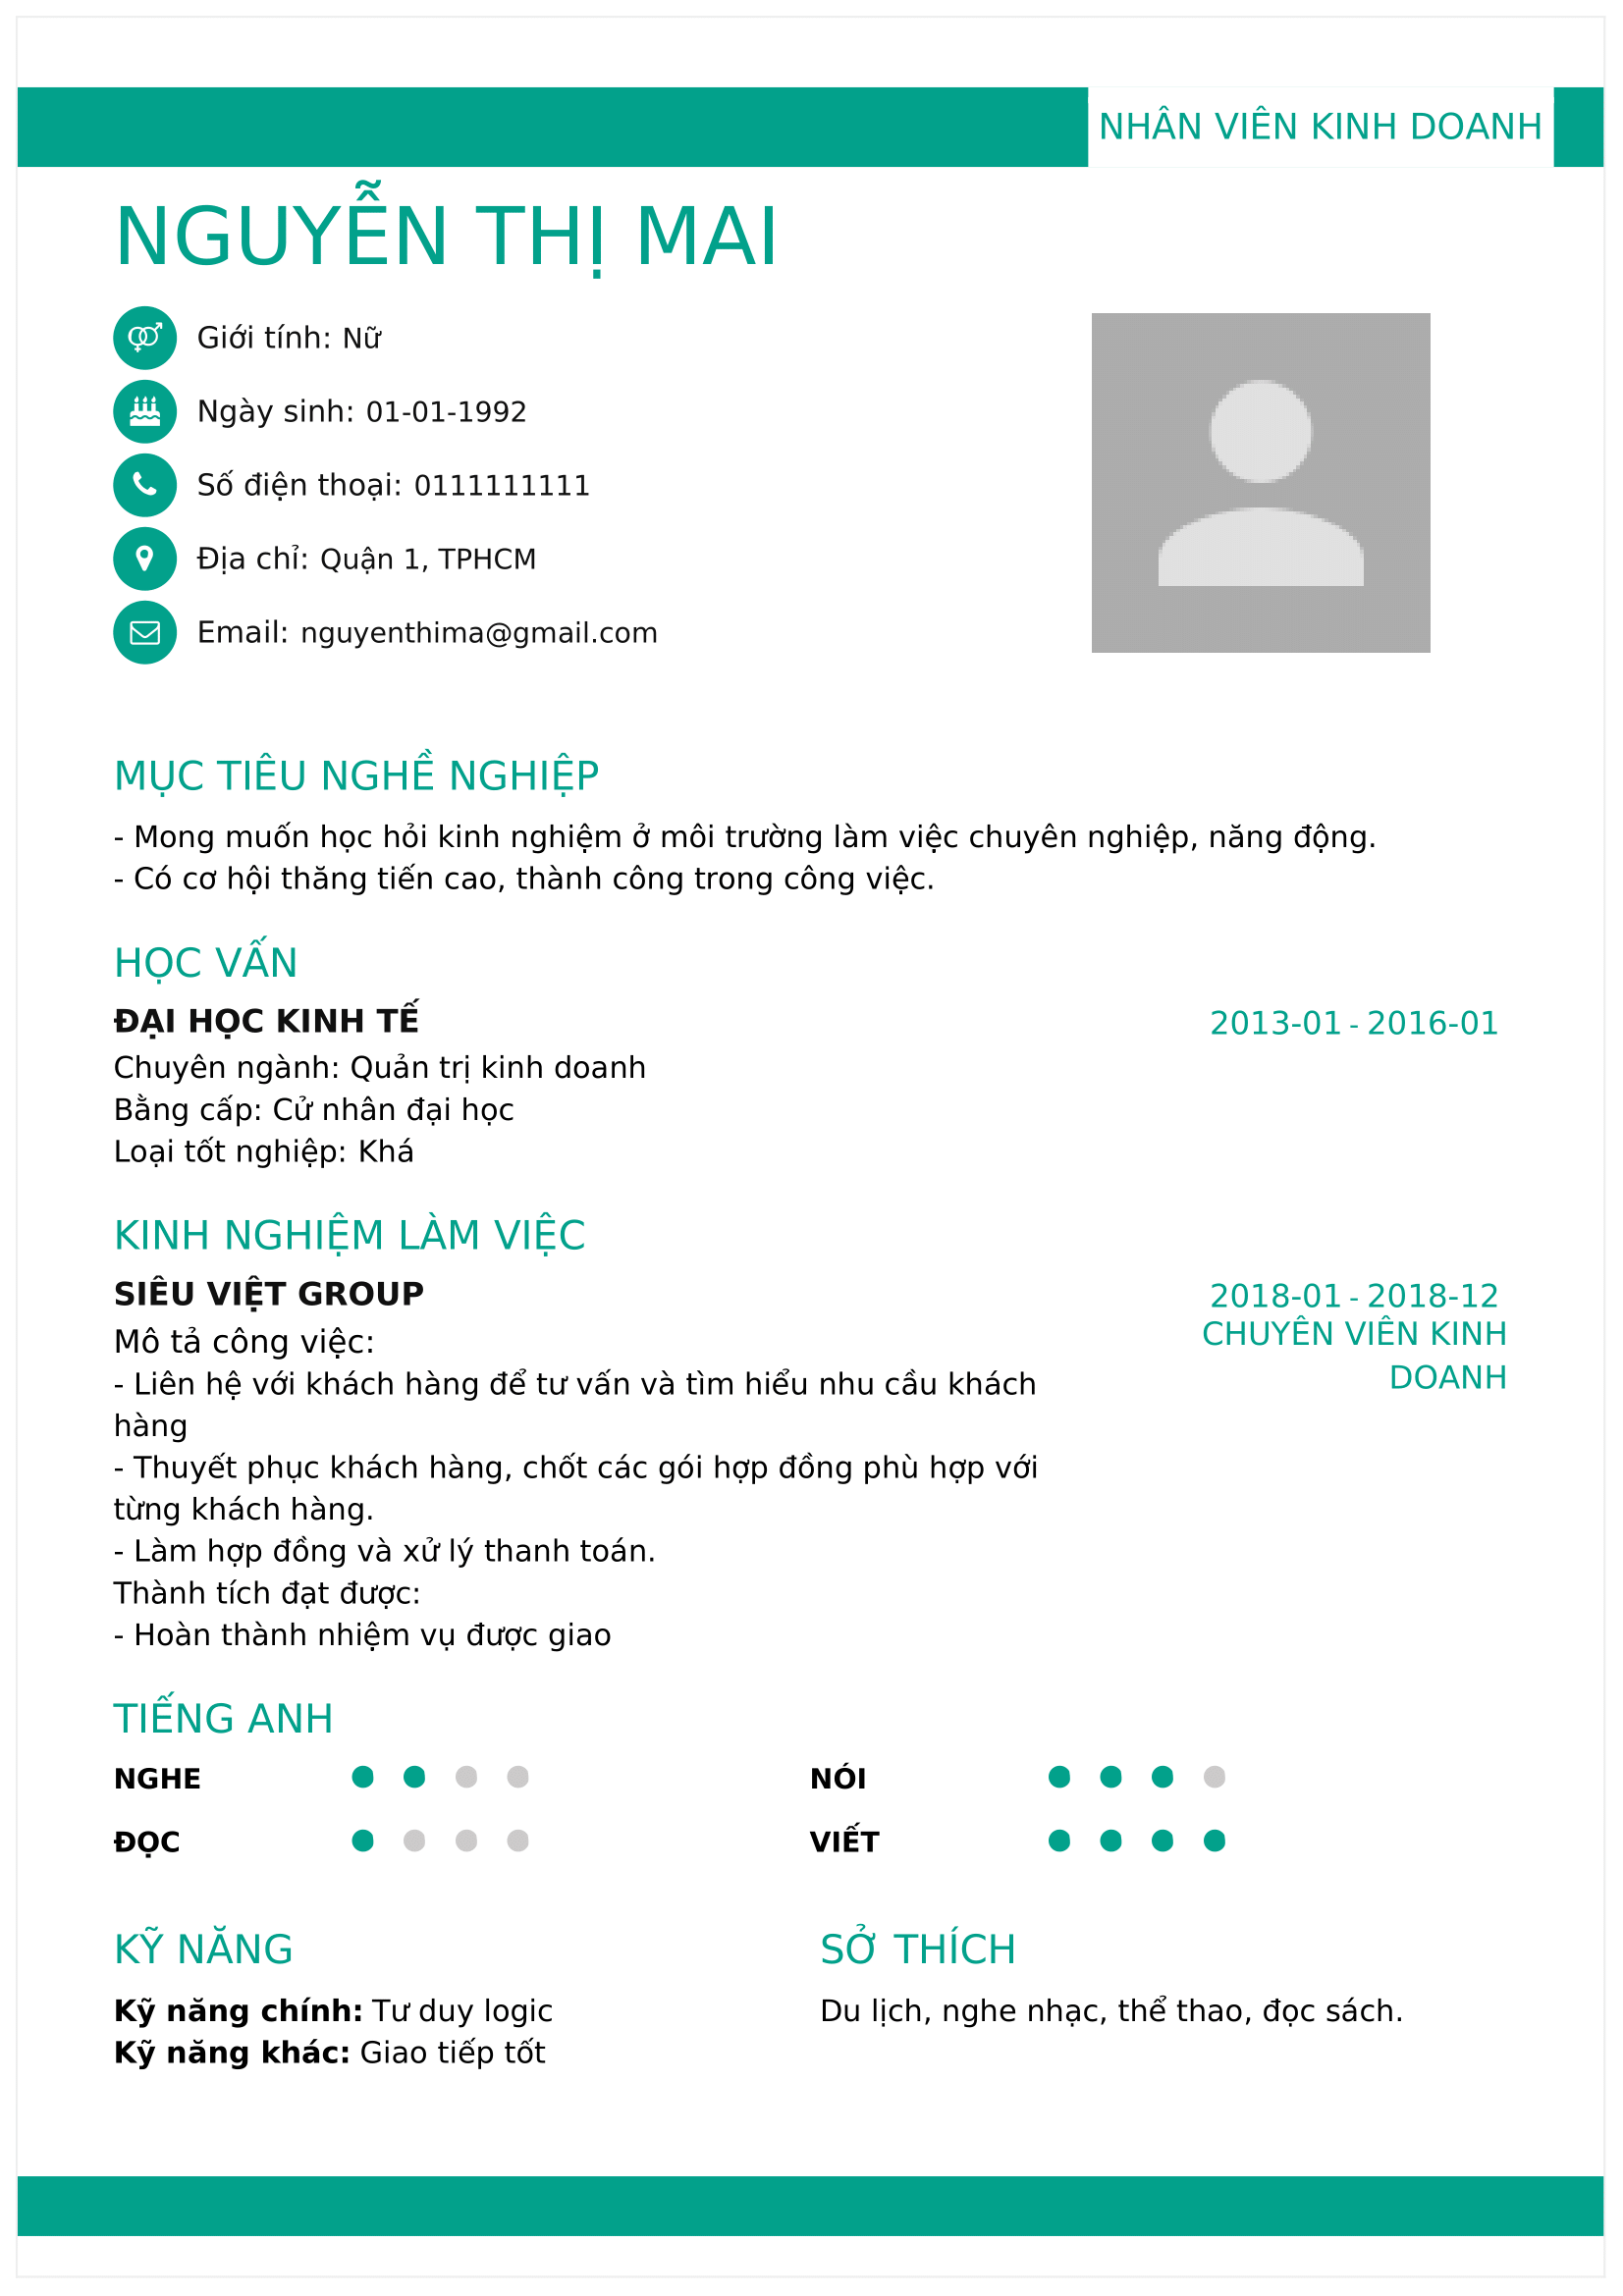 NHÂN VIÊN KINH DOANH
NGUYỄN THỊ MAI
Giới tính: Nữ
Ngày sinh: 01-01-1992
Số điện thoại: 0111111111
Địa chỉ: Quận 1, TPHCM
Email: nguyenthima@gmail.com
MỤC TIÊU NGHỀ NGHIỆP
- Mong muốn học hỏi kinh nghiệm ở môi trường làm việc chuyên nghiệp, năng động.
- Có cơ hội thăng tiến cao, thành công trong công việc.
HỌC VẤN
ĐẠI HỌC KINH TẾ
2013-01 - 2016-01
Chuyên ngành: Quản trị kinh doanh
Bằng cấp: Cử nhân đại học
Loại tốt nghiệp: Khá
KINH NGHIỆM LÀM VIỆC
SIÊU VIỆT GROUP
2018-01 - 2018-12
CHUYÊN VIÊN KINH
DOANH
Mô tả công việc:
- Liên hệ với khách hàng để tư vấn và tìm hiểu nhu cầu khách
hàng
- Thuyết phục khách hàng, chốt các gói hợp đồng phù hợp với
từng khách hàng.
- Làm hợp đồng và xử lý thanh toán.
Thành tích đạt được:
- Hoàn thành nhiệm vụ được giao
TIẾNG ANH
NGHE
NÓI
ĐỌC
VIẾT
KỸ NĂNG
Kỹ năng chính: Tư duy logic
Kỹ năng khác: Giao tiếp tốt
SỞ THÍCH
Du lịch, nghe nhạc, thể thao, đọc sách.